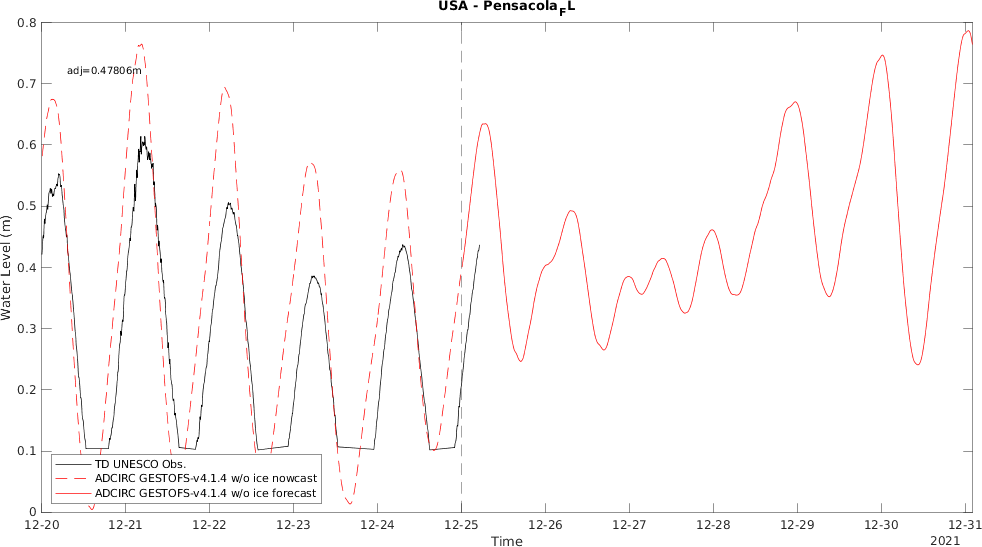 USA - Pensacola_FL
adj=0.47806m
0.8
0.7
0.6
0.5
0.4
0.3
0.2
0.1
0
Water Level (m)
TD UNESCO Obs.
ADCIRC GESTOFS-v4.1.4 w/o ice nowcast
ADCIRC GESTOFS-v4.1.4 w/o ice forecast
12-20 12-21 12-22 12-23 12-24 12-25 12-26 12-27 12-28 12-29 12-30 12-31
Time
2021